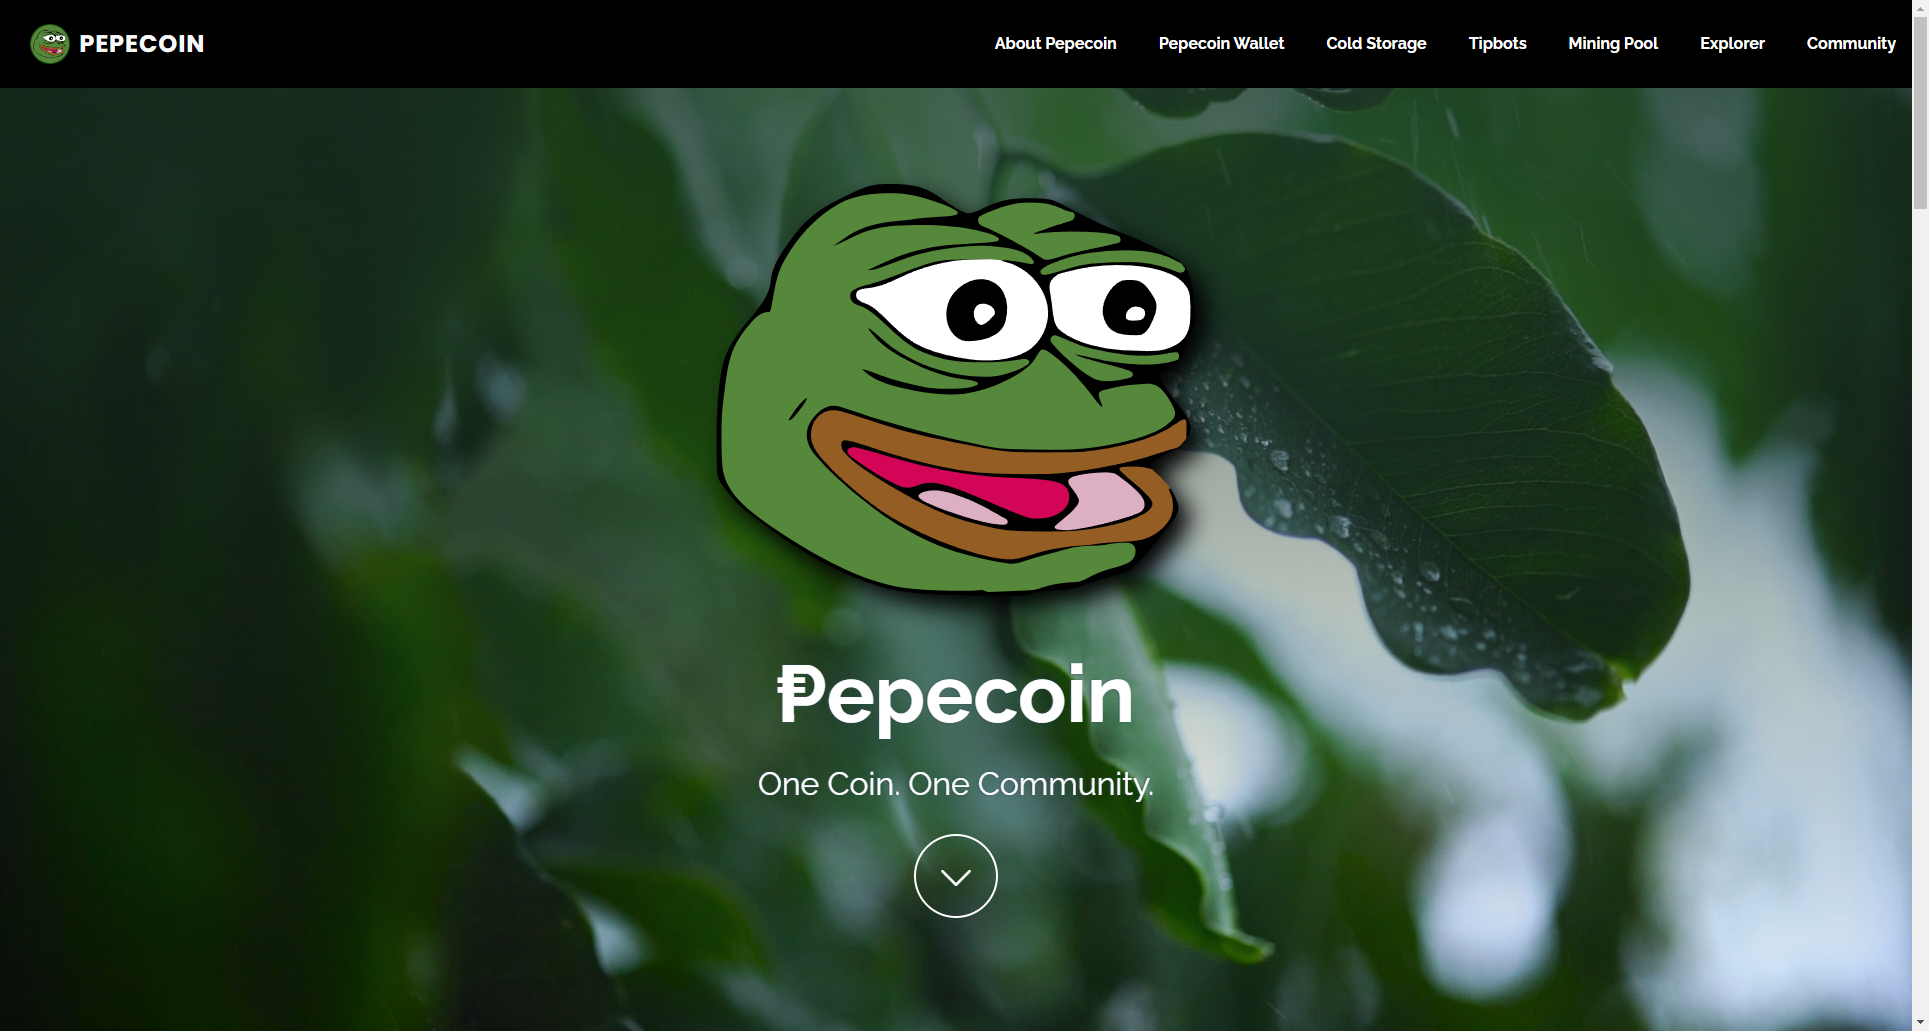 PEPECOIN
About Pepecoin
Pepecoin Wallet
Cold Storage
Tipbots
Mining Pool
Explorer
Community
₱epecoin
One Coin. One Community.